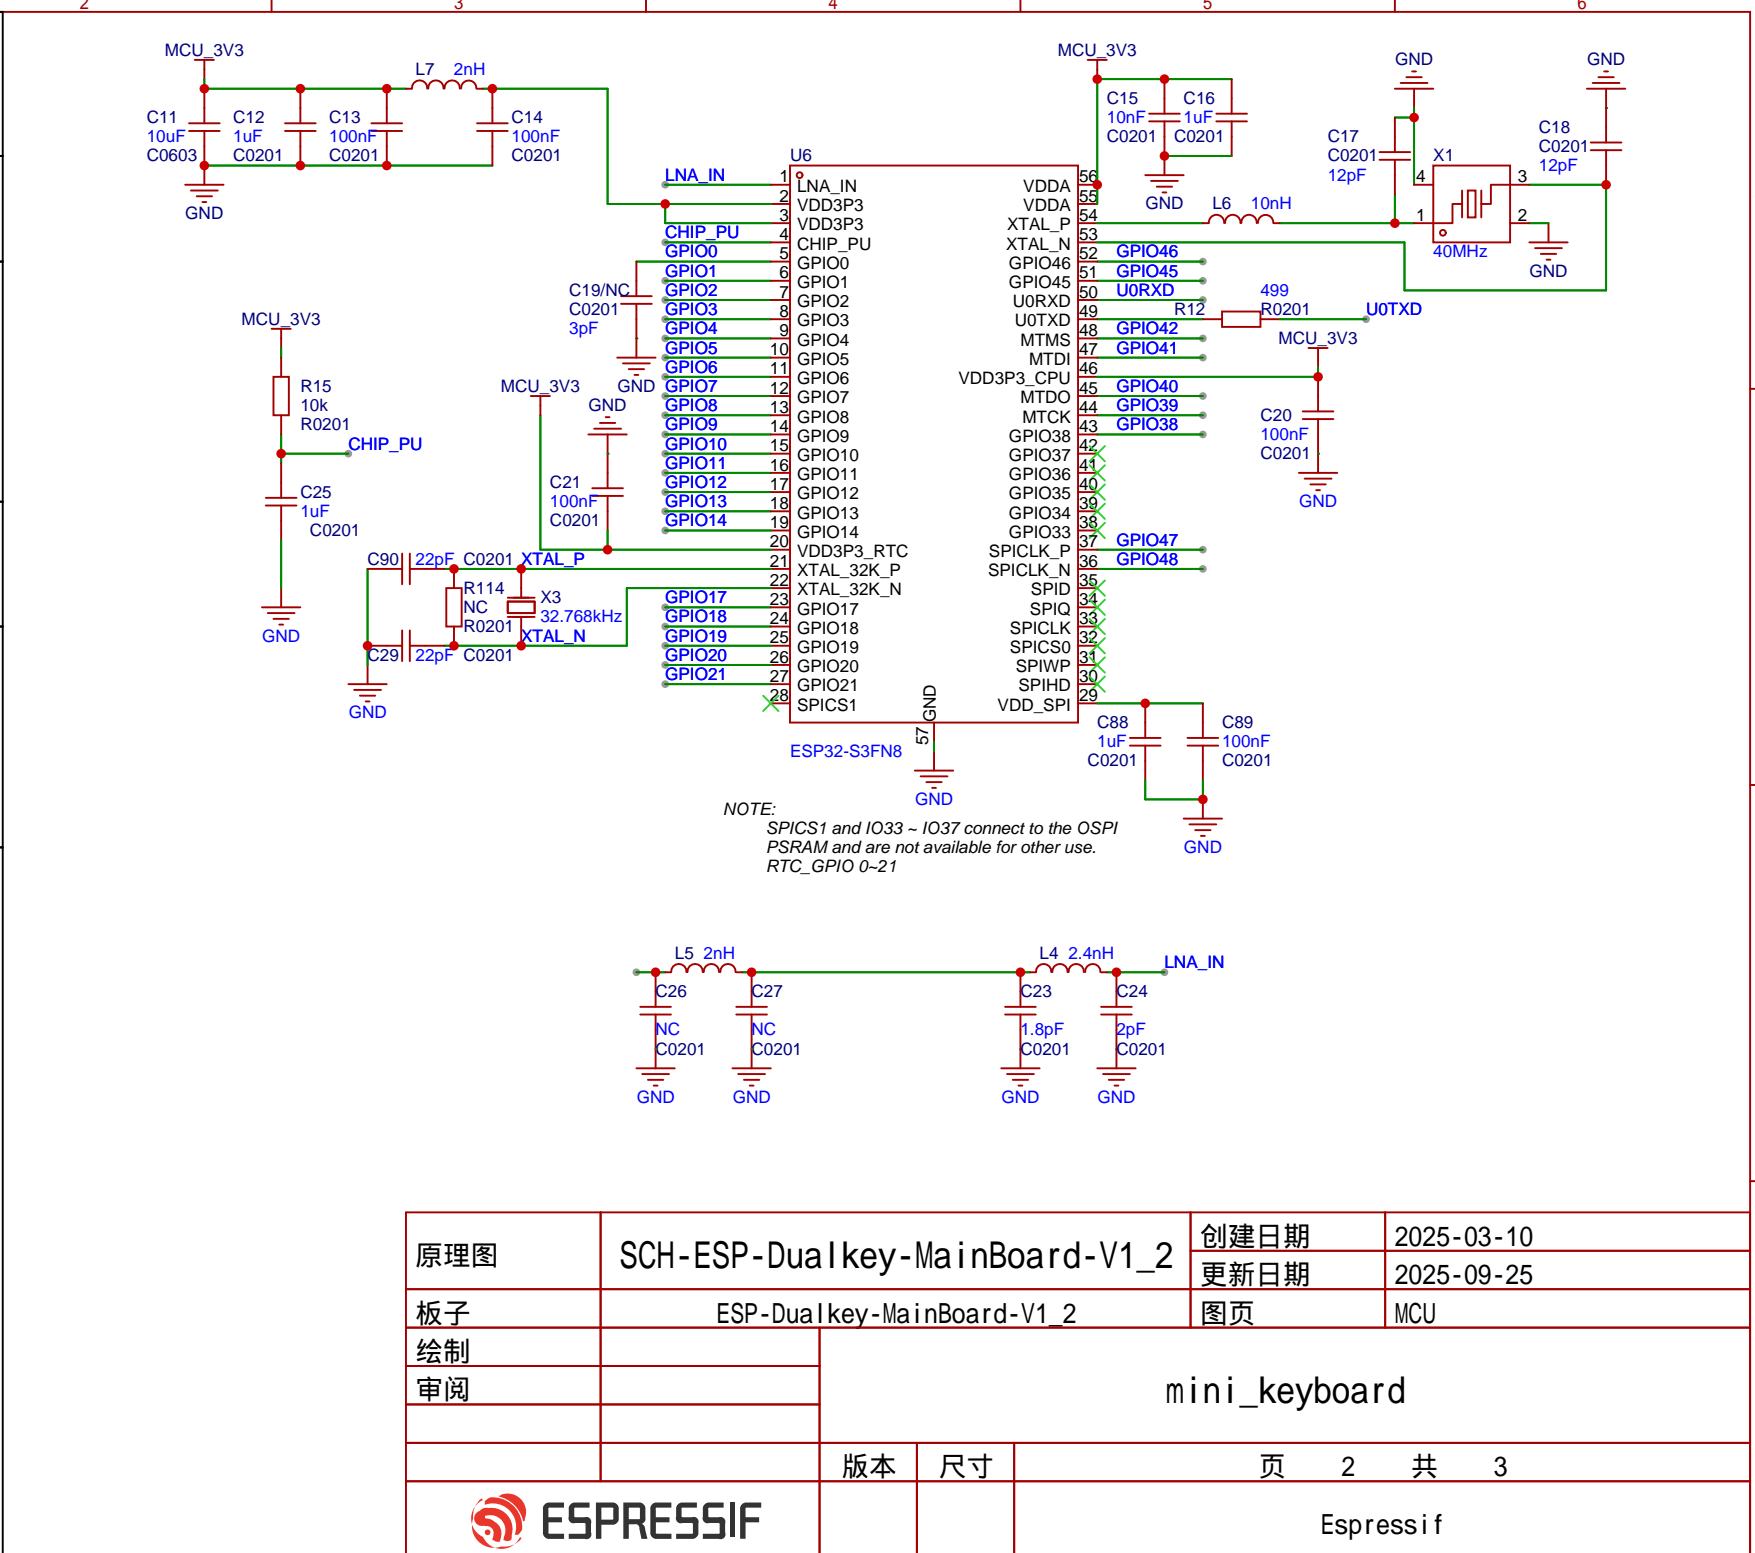 2 3 4 5 6
MCU_3V3
L7 2nH
C11
10uF
C0603
C12
1uF
C0201
C13
100nF
C0201
C14
100nF
C0201
GND
MCU_3V3
C15
10nF
C0201
C16
1uF
C0201
GND
GND
GND
C17
C0201
12pF
C18
C0201
12pF
X1
4
3
1
2
40MHz
GND
L6 10nH
U6
LNA_IN
1 LNA_IN
2 VDD3P3
3 VDD3P3
CHIP_PU
4 CHIP_PU
GPIO0
5 GPIO0
GPIO1
6 GPIO1
GPIO2
7 GPIO2
GPIO3
8 GPIO3
GPIO4
9 GPIO4
GPIO5
10 GPIO5
GPIO6
11 GPIO6
GPIO7
12 GPIO7
GPIO8
13 GPIO8
GPIO9
14 GPIO9
GPIO10
15 GPIO10
GPIO11
16 GPIO11
GPIO12
17 GPIO12
GPIO13
18 GPIO13
GPIO14
19 GPIO14
20 VDD3P3_RTC
21 XTAL_32K_P
22 XTAL_32K_N
GPIO17
23 GPIO17
GPIO18
24 GPIO18
GPIO19
25 GPIO19
GPIO20
26 GPIO20
GPIO21
27 GPIO21
28 SPICS1
VDDA 56
VDDA 55
XTAL_P 54
XTAL_N 53
GPIO46 52 GPIO46
GPIO45 51 GPIO45
U0RXD 50 U0RXD
U0TXD 49
R12
499
R0201
U0TXD
MTMS 48 GPIO42
MTDI 47 GPIO41
VDD3P3_CPU 46
MTDO 45 GPIO40
MTCK 44 GPIO39
GPIO38 43 GPIO38
GPIO37 42
GPIO36 41
GPIO35 40
GPIO34 39
GPIO33 38
SPICLK_P 37 GPIO47
SPICLK_N 36 GPIO48
SPID 35
SPIQ 34
SPICLK 33
SPICS0 32
SPIWP 31
SPIHD 30
VDD_SPI 29
GND
57
ESP32-S3FN8
GND
MCU_3V3
C20
100nF
C0201
GND
C19/NC
C0201
3pF
GND
MCU_3V3
R15
10k
R0201
CHIP_PU
C25
1uF
C0201
GND
MCU_3V3
GND
C21
100nF
C0201
C90 22pF C0201 XTAL_P
R114
NC
R0201
X3
32.768kHz
XTAL_N
C29 22pF C0201
GND
C88
1uF
C0201
C89
100nF
C0201
GND
NOTE:
SPICS1 and IO33 ~ IO37 connect to the OSPI
PSRAM and are not available for other use.
RTC_GPIO 0~21
L5 2nH
L4 2.4nH
LNA_IN
C26
NC
C0201
GND
C27
NC
C0201
GND
C23
1.8pF
C0201
GND
C24
2pF
C0201
GND
原理图
SCH-ESP-Dualkey-MainBoard-V1_2
创建日期 2025-03-10
更新日期 2025-09-25
板子 ESP-Dualkey-MainBoard-V1_2 图页 MCU
绘制
审阅
mini_keyboard
版本 尺寸 页 2 共 3
ESPRESSIF
Espressif